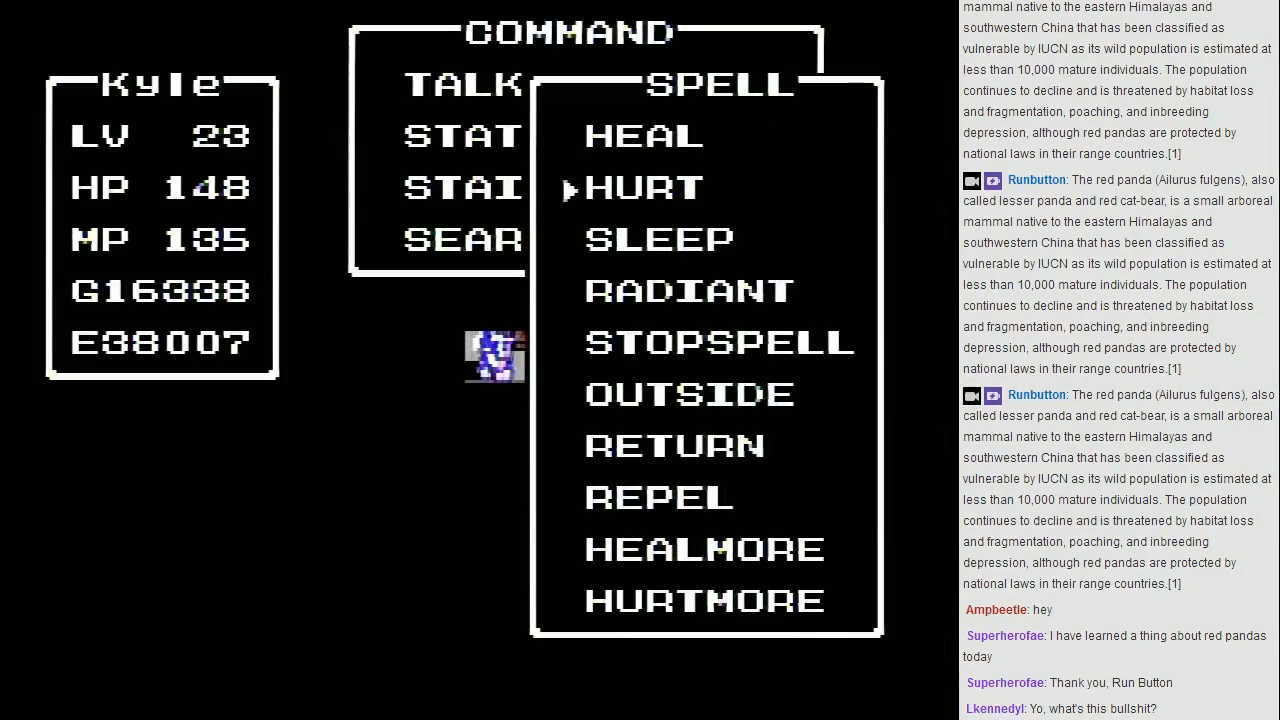 COMMAND
TALK
STAT
STAI
SEAR
Kyle
LV 23
HP 148
MP 135
G16338
E38007
SPELL
HEAL
HURT
SLEEP
RADIANT
STOPSPELL
OUTSIDE
RETURN
REPEL
HEALMORE
HURTMORE
mammal native to the eastern Himalayas and
southwestern China that has been classified as
vulnerable by IUCN as its wild population is estimated at
less than 10,000 mature individuals. The population
continues to decline and is threatened by habitat loss
and fragmentation, poaching, and inbreeding
depression, although red pandas are protected by
national laws in their range countries.[1]
Runbutton: The red panda (Ailurus fulgens), also
called lesser panda and red cat-bear, is a small arboreal
mammal native to the eastern Himalayas and
southwestern China that has been classified as
vulnerable by IUCN as its wild population is estimated at
less than 10,000 mature individuals. The population
continues to decline and is threatened by habitat loss
and fragmentation, poaching, and inbreeding
depression, although red pandas are protected by
national laws in their range countries.[1]
Runbutton: The red panda (Ailurus fulgens), also
called lesser panda and red cat-bear, is a small arboreal
mammal native to the eastern Himalayas and
southwestern China that has been classified as
vulnerable by IUCN as its wild population is estimated at
less than 10,000 mature individuals. The population
continues to decline and is threatened by habitat loss
and fragmentation, poaching, and inbreeding
depression, although red pandas are protected by
national laws in their range countries.[1]
Ampbeetle: hey
Superherofae: I have learned a thing about red pandas
today
Superherofae: Thank you, Run Button
Lkennedyl: Yo, what's this bullshit?